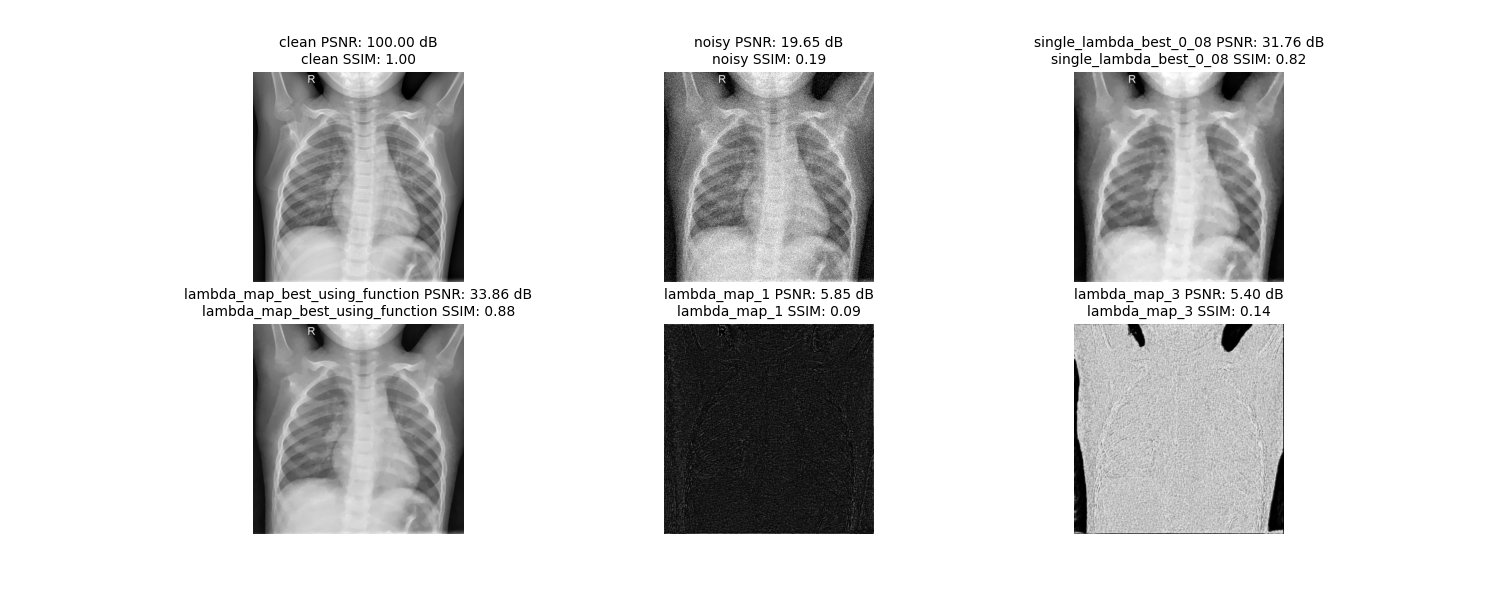 clean PSNR: 100.00 dB
clean SSIM: 1.00
noisy PSNR: 19.65 dB
noisy SSIM: 0.19
single_lambda_best_0_08 PSNR: 31.76 dB
single_lambda_best_0_08 SSIM: 0.82
R
R
R
lambda_map_best_using_function PSNR: 33.86 dB
lambda_map_best_using_function SSIM: 0.88
lambda_map_1 PSNR: 5.85 dB
lambda_map_1 SSIM: 0.09
lambda_map_3 PSNR: 5.40 dB
lambda_map_3 SSIM: 0.14
R
R